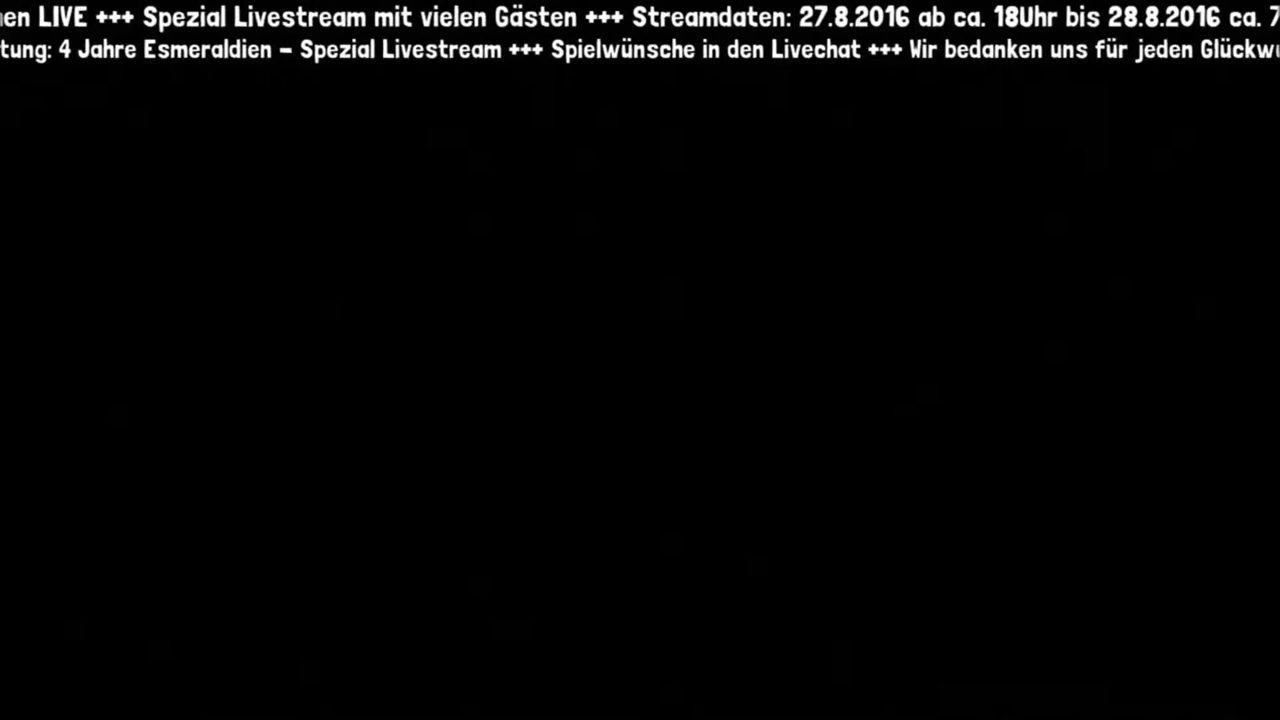 en LIVE +++ Spezial Livestream mit vielen Gästen +++ Streamdaten: 27.8.2016 ab ca. 18Uhr bis 28.8.2016 ca. 7
tung: 4 Jahre Esmeraldien - Spezial Livestream +++ Spielwünsche in den Livechat +++ Wir bedanken uns für jeden Glückw